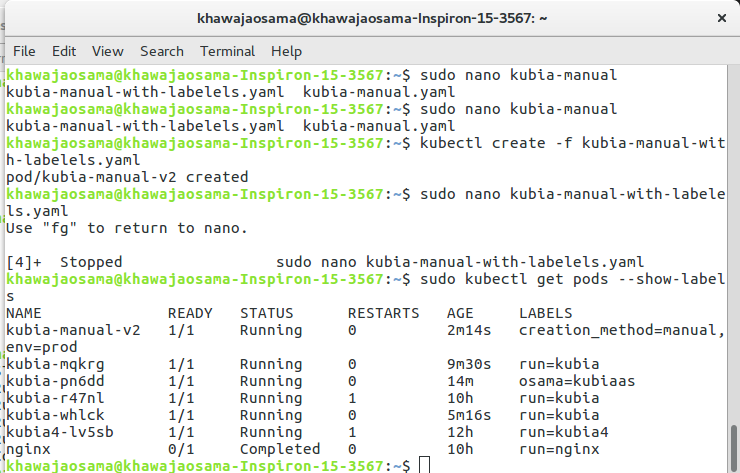 khawajaosama@khawajaosama-Inspiron-15-3567: ~
File Edit View Search Terminal Help
khawajaosama@khawajaosama-Inspiron-15-3567:~$ sudo nano kubia-manual
kubia-manual-with-labelels.yaml  kubia-manual.yaml
khawajaosama@khawajaosama-Inspiron-15-3567:~$ sudo nano kubia-manual
kubia-manual-with-labelels.yaml  kubia-manual.yaml
khawajaosama@khawajaosama-Inspiron-15-3567:~$ kubectl create -f kubia-manual-wit
h-labelels.yaml
pod/kubia-manual-v2 created
khawajaosama@khawajaosama-Inspiron-15-3567:~$ sudo nano kubia-manual-with-labele
ls.yaml
Use "fg" to return to nano.
[4]+  Stopped                 sudo nano kubia-manual-with-labelels.yaml
khawajaosama@khawajaosama-Inspiron-15-3567:~$ sudo kubectl get pods --show-label
s
NAME              READY   STATUS      RESTARTS   AGE     LABELS
kubia-manual-v2   1/1     Running     0          2m14s   creation_method=manual,
env=prod
kubia-mqkrg       1/1     Running     0          9m30s   run=kubia
kubia-pn6dd       1/1     Running     0          14m     osama=kubiaas
kubia-r47nl       1/1     Running     1          10h     run=kubia
kubia-whlck       1/1     Running     0          5m16s   run=kubia
kubia4-lv5sb      1/1     Running     1          12h     run=kubia4
nginx             0/1     Completed   0          10h     run=nginx
khawajaosama@khawajaosama-Inspiron-15-3567:~$